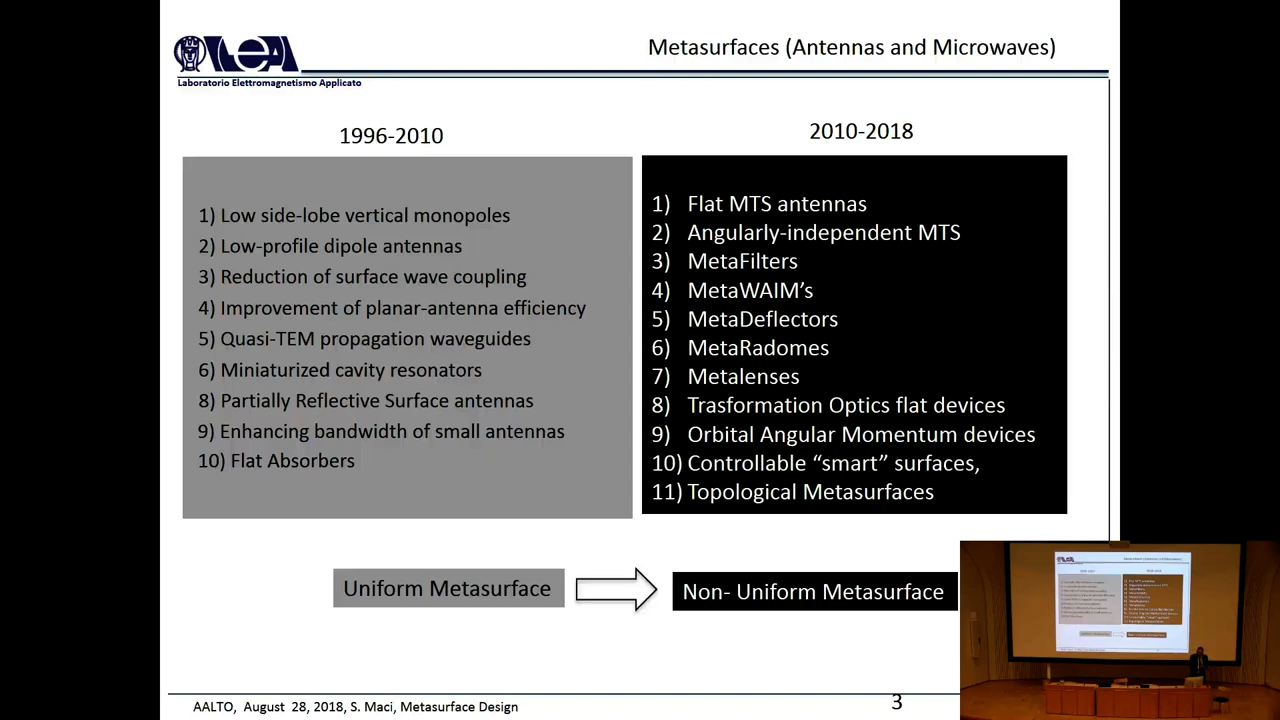 LEA
Metasurfaces (Antennas and Microwaves)
Laboratorio Elettromagnetismo Applicato
1996-2010
1) Low side-lobe vertical monopoles
2) Low-profile dipole antennas
3) Reduction of surface wave coupling
4) Improvement of planar-antenna efficiency
5) Quasi-TEM propagation waveguides
6) Miniaturized cavity resonators
8) Partially Reflective Surface antennas
9) Enhancing bandwidth of small antennas
10) Flat Absorbers
2010-2018
1) Flat MTS antennas
2) Angularly-independent MTS
3) MetaFilters
4) MetaWAIM’s
5) MetaDeflectors
6) MetaRadomes
7) Metalenses
8) Trasformation Optics flat devices
9) Orbital Angular Momentum devices
10) Controllable “smart” surfaces,
11) Topological Metasurfaces
Uniform Metasurface
Non- Uniform Metasurface
AALTO, August 28, 2018, S. Maci, Metasurface Design
3